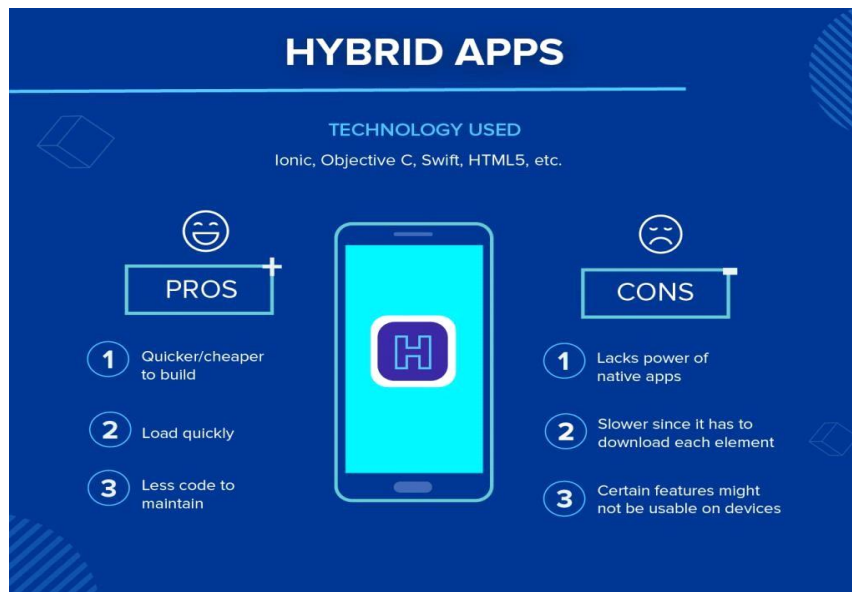 HYBRID APPS
TECHNOLOGY USED
Ionic, Objective C, Swift, HTML5, etc.
PROS
1
Quicker/cheaper
to build
2
Load quickly
3
Less code to
maintain
H
CONS
1
Lacks power of
native apps
2
Slower since it has to
download each element
3
Certain features might
not be usable on devices